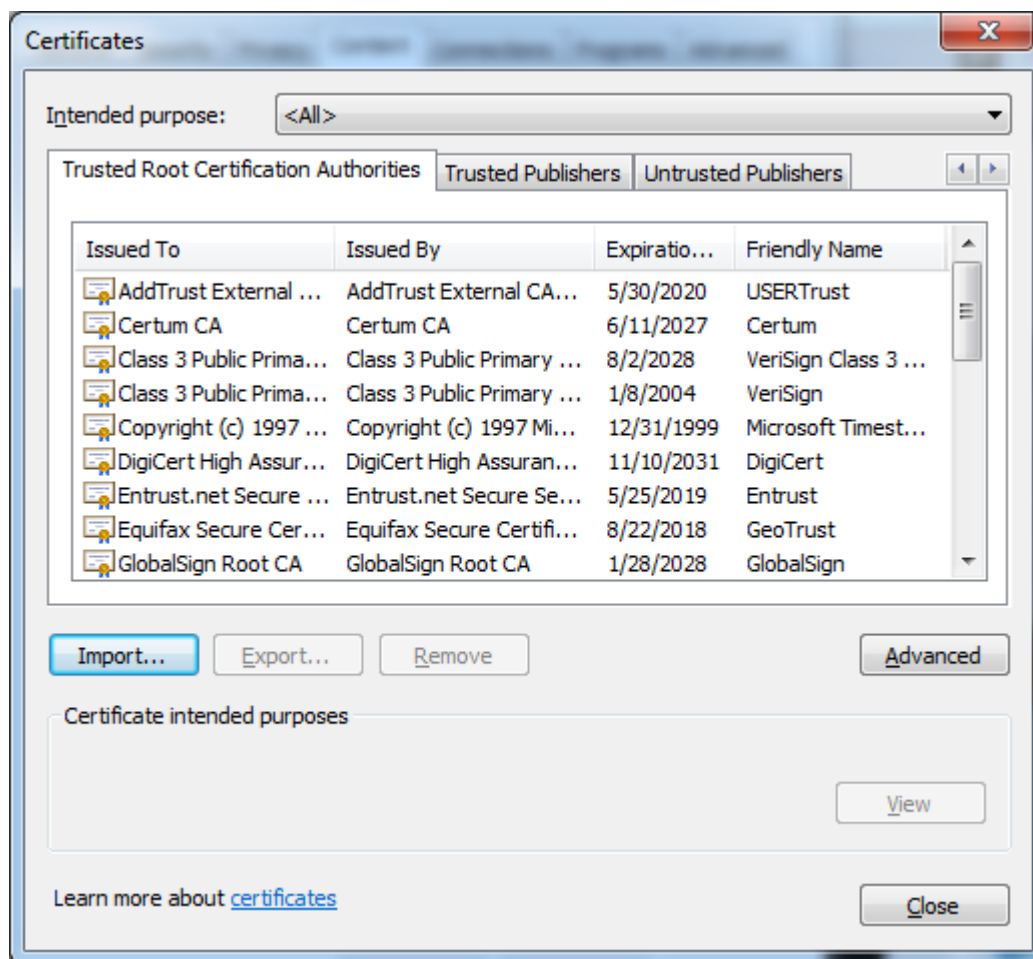 Certificates
Intended purpose: <All>
Trusted Root Certification Authorities Trusted Publishers Untrusted Publishers
Issued To Issued By Expiratio... Friendly Name
AddTrust External ... AddTrust External CA... 5/30/2020 USERTrust
Certum CA Certum CA 6/11/2027 Certum
Class 3 Public Prima... Class 3 Public Primary ... 8/2/2028 VeriSign Class 3 ...
Class 3 Public Prima... Class 3 Public Primary ... 1/8/2004 VeriSign
Copyright (c) 1997 ... Copyright (c) 1997 Mi... 12/31/1999 Microsoft Timest...
DigiCert High Assur... DigiCert High Assuran... 11/10/2031 DigiCert
Entrust.net Secure ... Entrust.net Secure Se... 5/25/2019 Entrust
Equifax Secure Cer... Equifax Secure Certifi... 8/22/2018 GeoTrust
GlobalSign Root CA GlobalSign Root CA 1/28/2028 GlobalSign
Import... Export... Remove Advanced
Certificate intended purposes
View
Learn more about certificates
Close